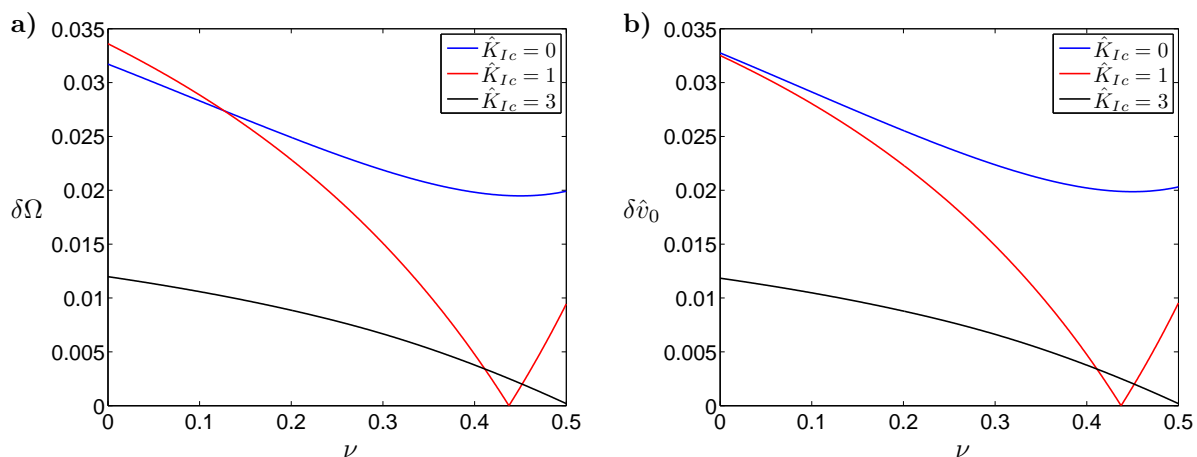 a)
0.035
0.03
0.025
0.02
0.015
0.01
0.005
0
δΩ
K̂_{Ic} = 0
K̂_{Ic} = 1
K̂_{Ic} = 3
0 0.1 0.2 0.3 0.4 0.5
ν
b)
0.035
0.03
0.025
0.02
0.015
0.01
0.005
0
δv̂₀
K̂_{Ic} = 0
K̂_{Ic} = 1
K̂_{Ic} = 3
0 0.1 0.2 0.3 0.4 0.5
ν